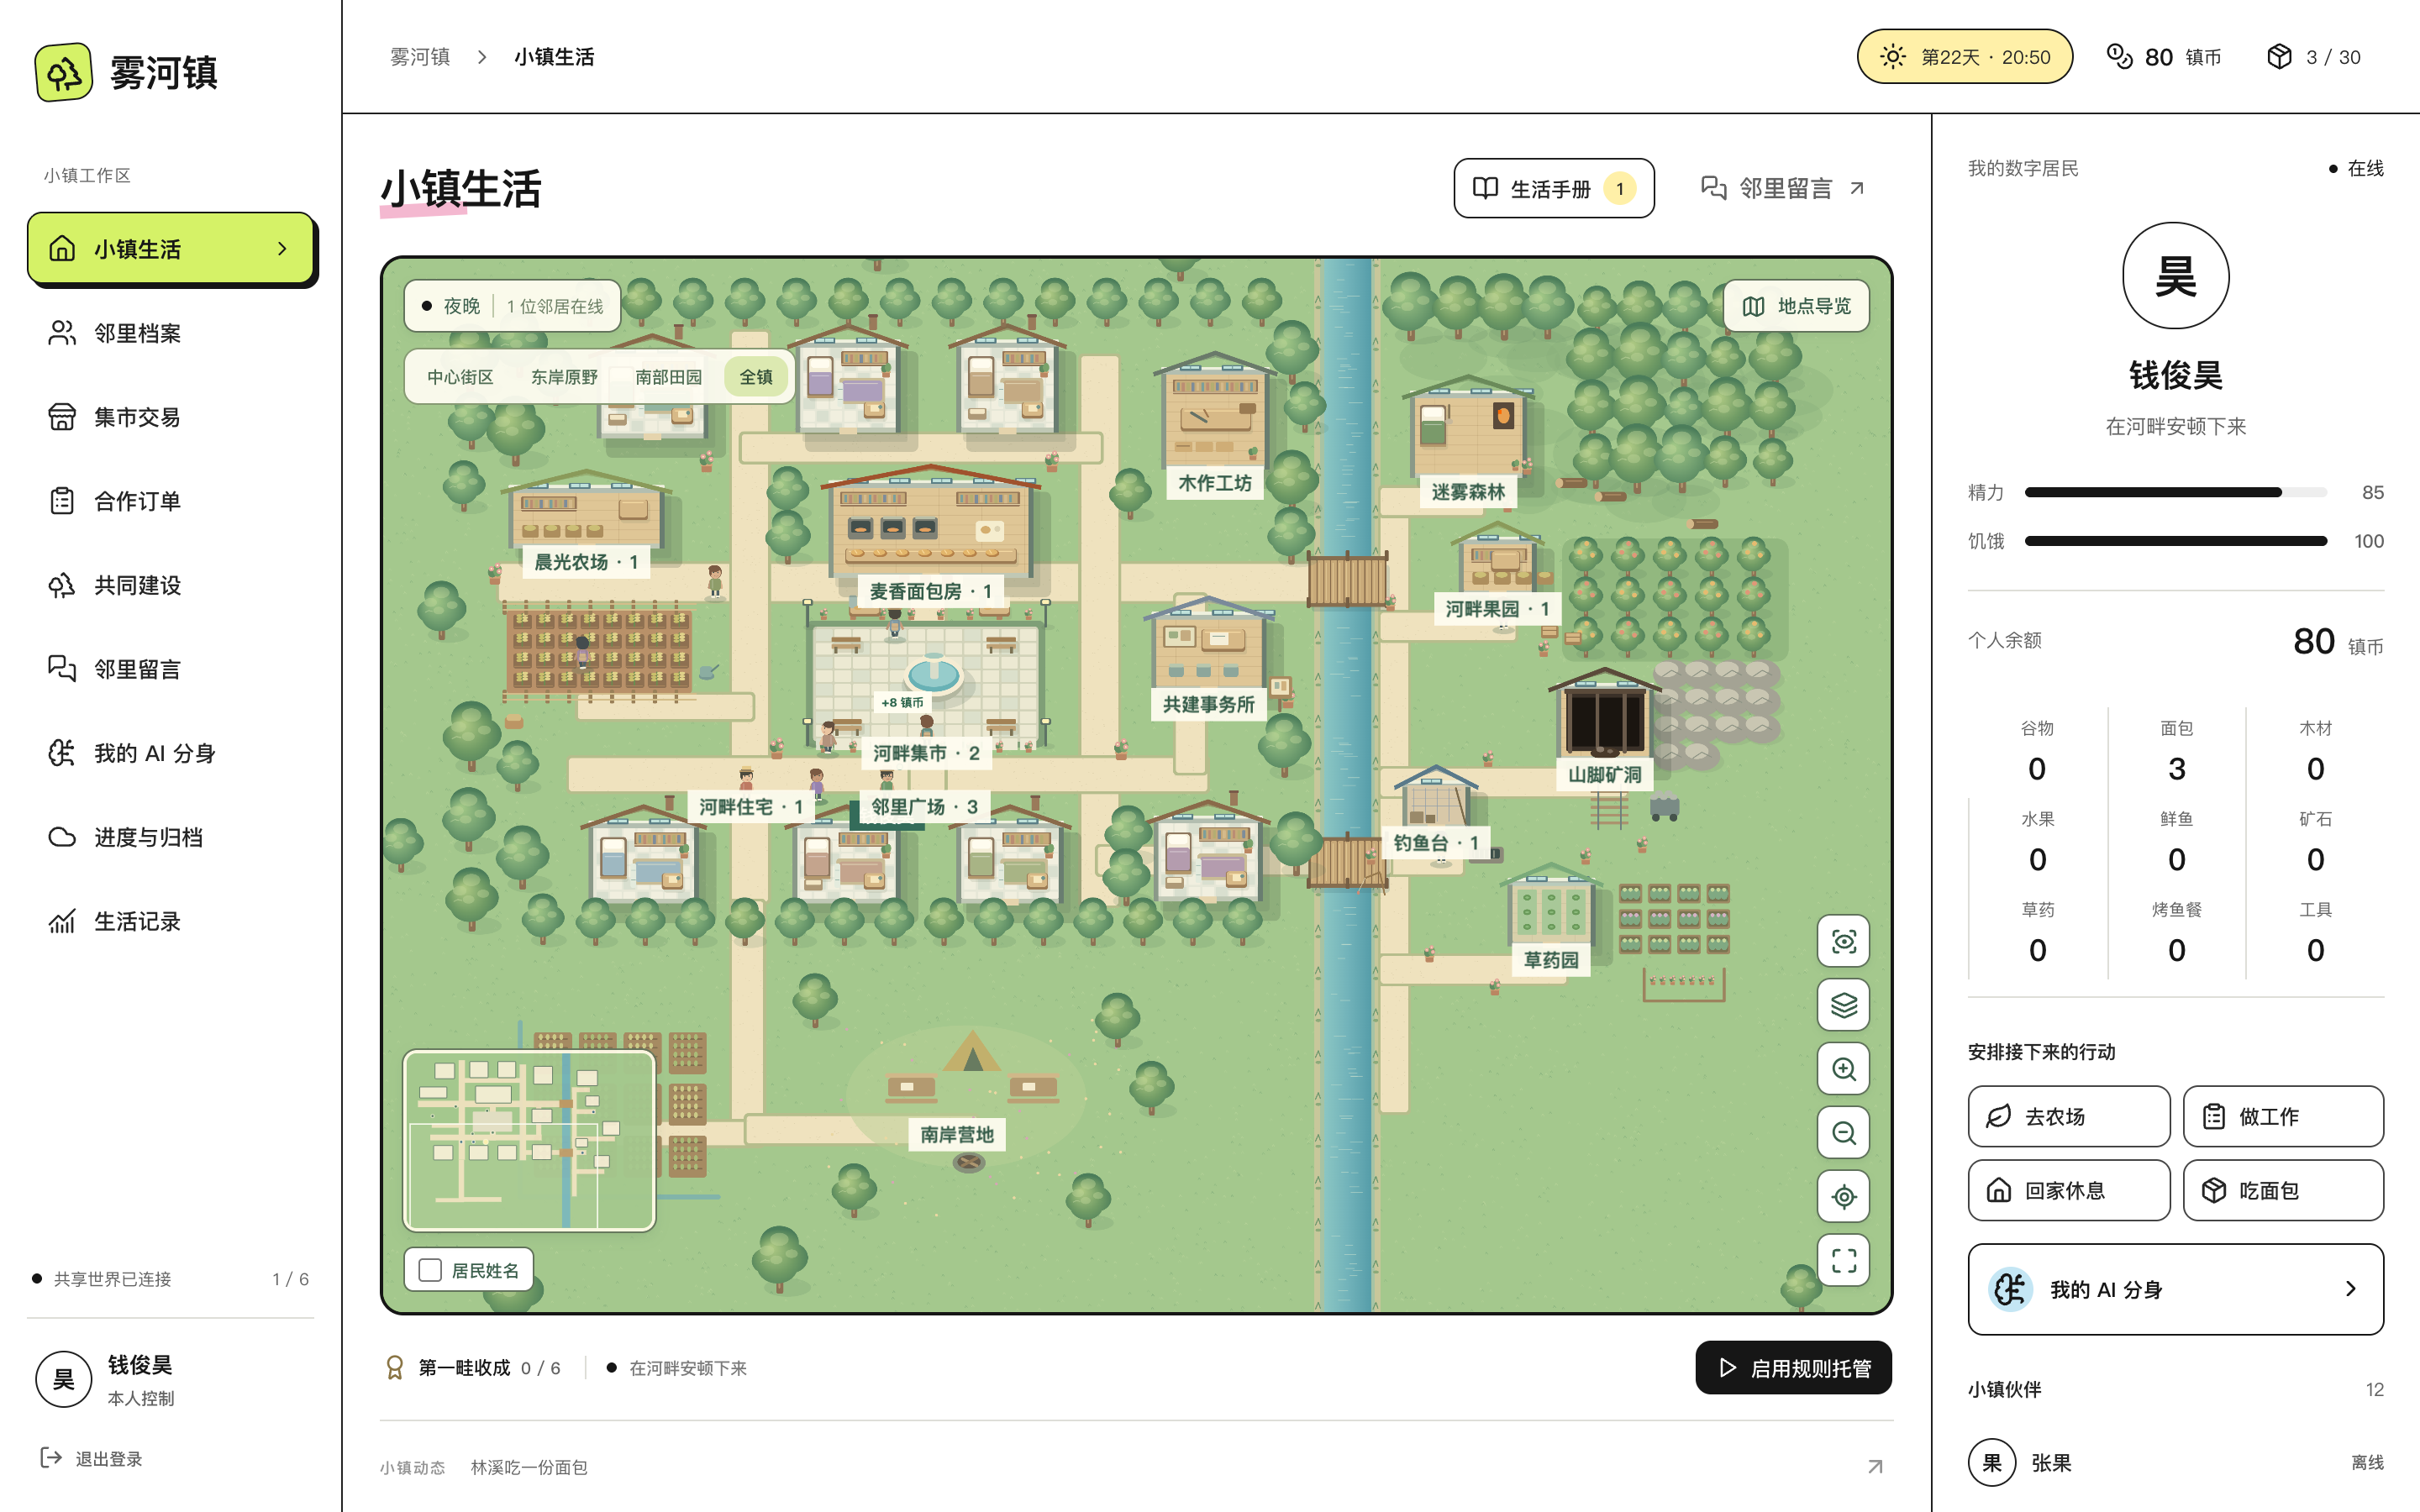 雾河镇
小镇工作区
小镇生活
邻里档案
集市交易
合作订单
共同建设
邻里留言
我的 AI 分身
进度与归档
生活记录
共享世界已连接 1 / 6
昊
钱俊昊
本人控制
退出登录
雾河镇 > 小镇生活
第22天 · 20:50
80 镇币
3 / 30
小镇生活
生活手册 1
邻里留言
夜晚 1 位邻居在线
地点导览
中心街区 东岸原野 南部田园 全镇
木作工坊
迷雾森林
晨光农场 · 1
麦香面包房 · 1
河畔果园 · 1
共建事务所
+8 镇币
河畔集市 · 2
山脚矿洞
河畔住宅 · 1
邻里广场 · 3
钓鱼台 · 1
草药园
南岸营地
居民姓名
第一畦收成 0 / 6
在河畔安顿下来
启用规则托管
小镇动态 林溪吃一份面包
我的数字居民 在线
昊
钱俊昊
在河畔安顿下来
精力 85
饥饿 100
个人余额 80 镇币
谷物 面包 木材
0 3 0
水果 鲜鱼 矿石
0 0 0
草药 烤鱼餐 工具
0 0 0
安排接下来的行动
去农场 做工作
回家休息 吃面包
我的 AI 分身
小镇伙伴 12
果 张果 离线